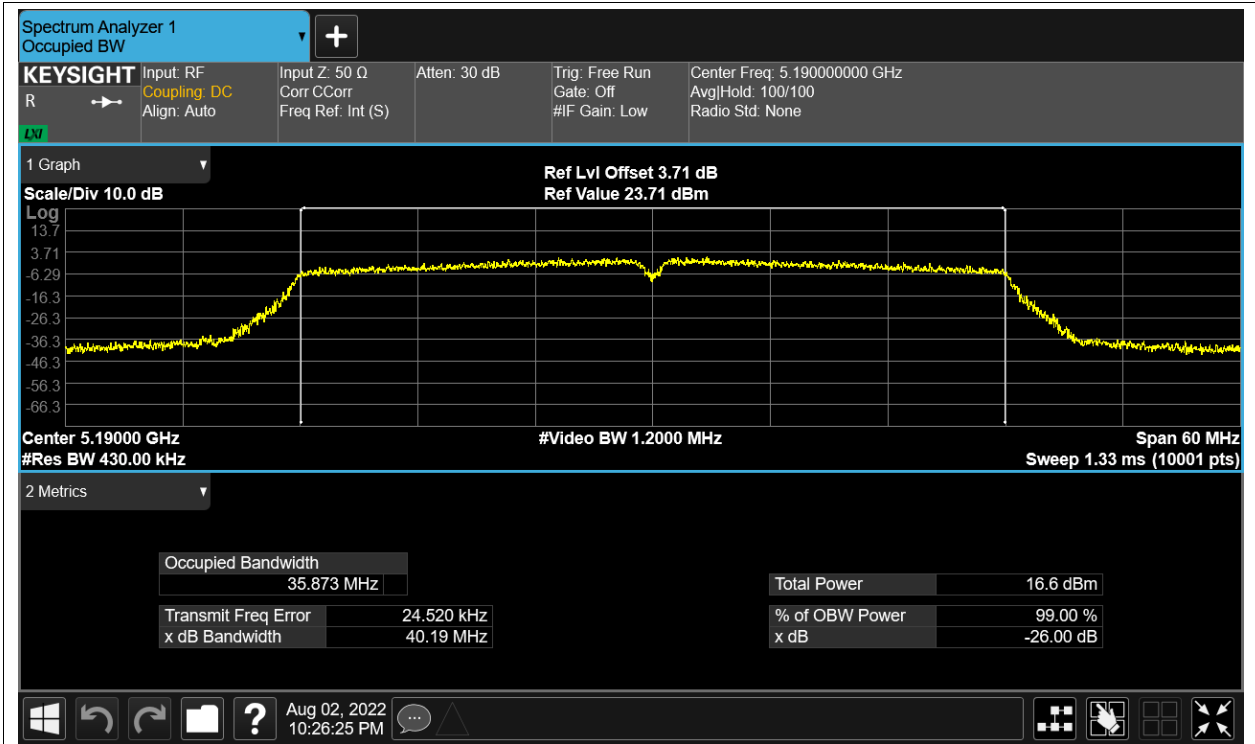 Spectrum Analyzer 1
Occupied BW
KEYSIGHT
R
LXI
Input: RF
Coupling: DC
Align: Auto
Input Z: 50 Ω
Corr CCorr
Freq Ref: Int (S)
Atten: 30 dB
Trig: Free Run
Gate: Off
#IF Gain: Low
Center Freq: 5.190000000 GHz
Avg|Hold: 100/100
Radio Std: None
1 Graph
Scale/Div 10.0 dB
Ref Lvl Offset 3.71 dB
Ref Value 23.71 dBm
Log
13.7
3.71
-6.29
-16.3
-26.3
-36.3
-46.3
-56.3
-66.3
Center 5.19000 GHz
#Res BW 430.00 kHz
#Video BW 1.2000 MHz
Span 60 MHz
Sweep 1.33 ms (10001 pts)
2 Metrics
Occupied Bandwidth
35.873 MHz
Transmit Freq Error 24.520 kHz
x dB Bandwidth 40.19 MHz
Total Power 16.6 dBm
% of OBW Power 99.00 %
x dB -26.00 dB
?
Aug 02, 2022
10:26:25 PM